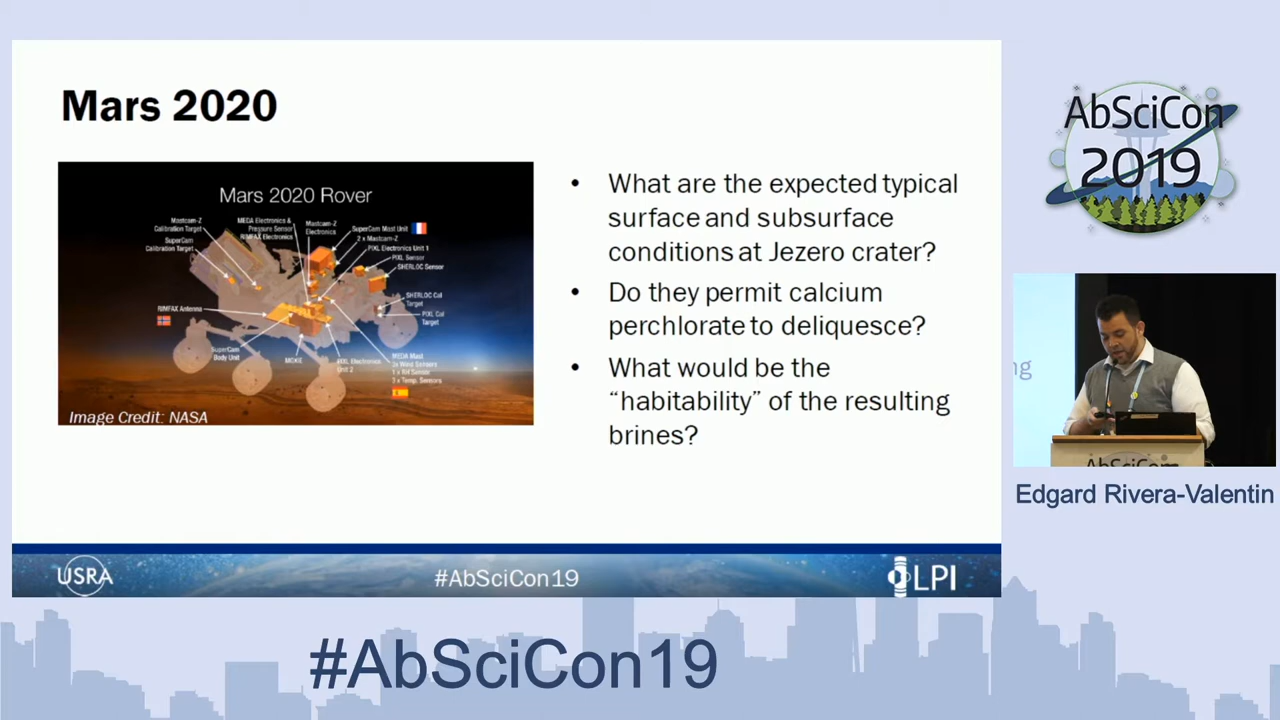 Mars 2020
Mars 2020 Rover
Mastcam-Z
Calibration Target
SuperCam
Calibration Target
MEDA Electronics &
Pressure Sensor
RIMFAX Electronics
Mastcam-Z
Electronics
SuperCam Mast Unit
2 x Mastcam-Z
PIXL Electronics Unit 1
PIXL Sensor
SHERLOC Sensor
SHERLOC Cal
Target
PIXL Cal
Target
RIMFAX Antenna
SuperCam
Body Unit
MOXIE
PIXL Electronics
Unit 2
MEDA Mast
1 x RH Sensor
Temp. Sensors
Image Credit: NASA
• What are the expected typical
surface and subsurface
conditions at Jezero crater?
• Do they permit calcium
perchlorate to deliquesce?
• What would be the
“habitability” of the resulting
brines?
USRA
#AbSciCon19
LPI
AbSciCon
2019
ng
AbSciCon
Edgard Rivera-Valentin
#AbSciCon19